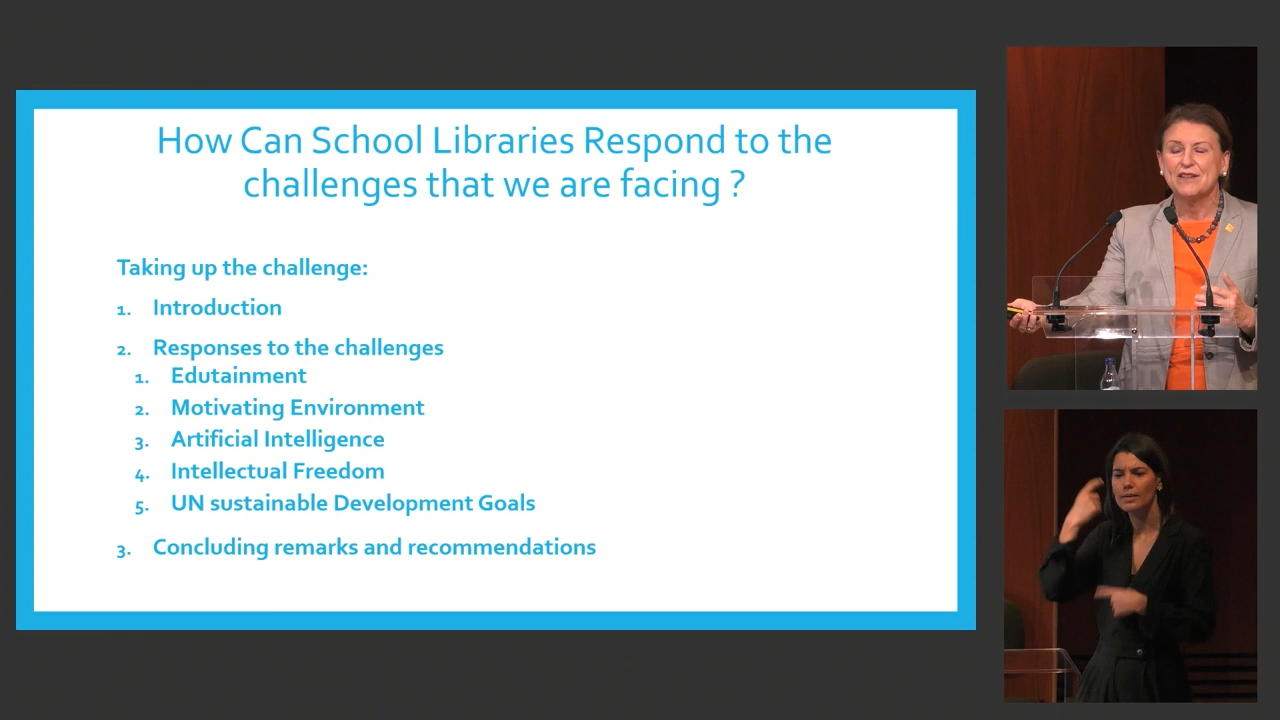 How Can School Libraries Respond to the
challenges that we are facing ?
Taking up the challenge:
1. Introduction
2. Responses to the challenges
1. Edutainment
2. Motivating Environment
3. Artificial Intelligence
4. Intellectual Freedom
5. UN sustainable Development Goals
3. Concluding remarks and recommendations